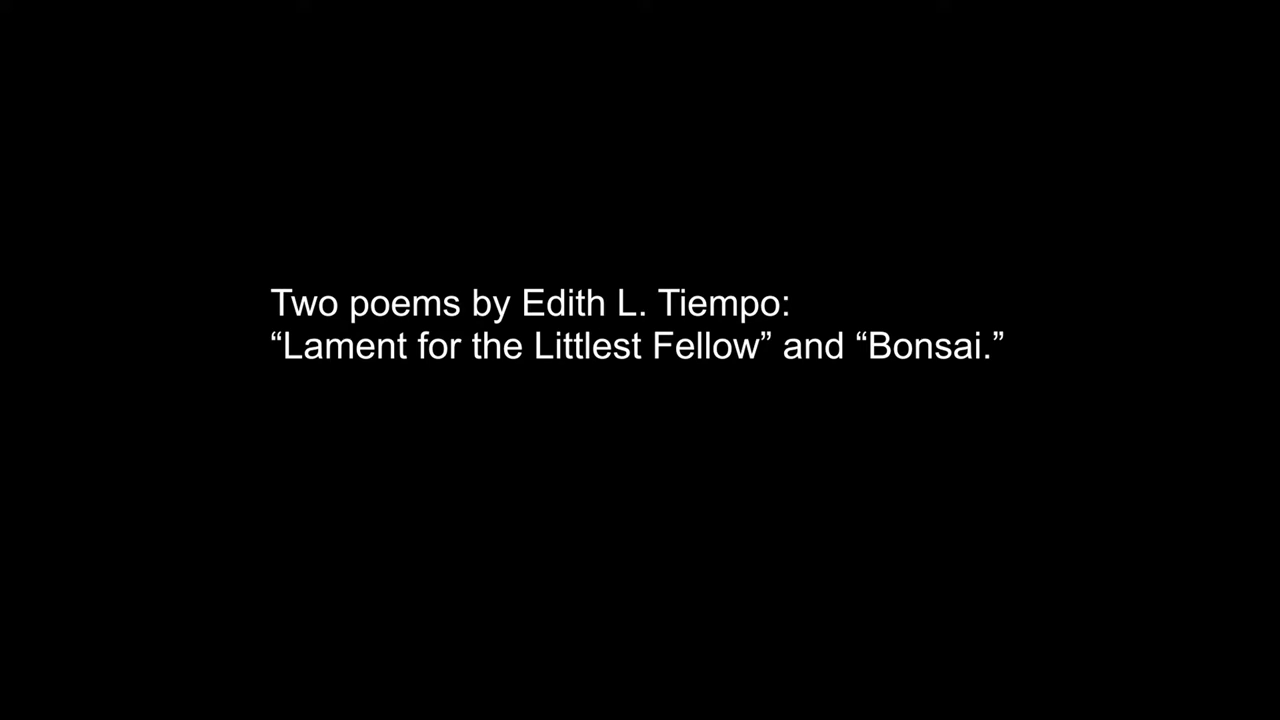 Two poems by Edith L. Tiempo:
“Lament for the Littlest Fellow” and “Bonsai.”